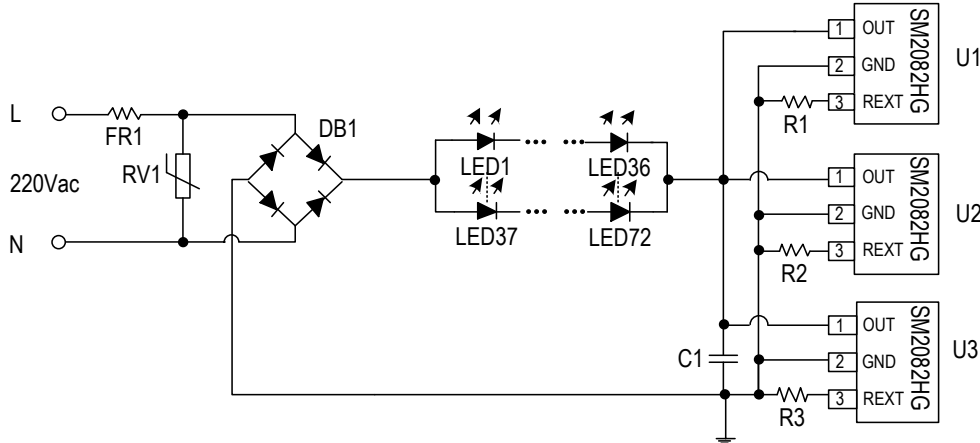 L
FR1
220Vac
RV1
N
DB1
LED1
LED36
LED37
LED72
C1
1 OUT
2 GND
3 REXT
R1
SM2082HG
U1
1 OUT
2 GND
3 REXT
R2
SM2082HG
U2
1 OUT
2 GND
3 REXT
R3
SM2082HG
U3